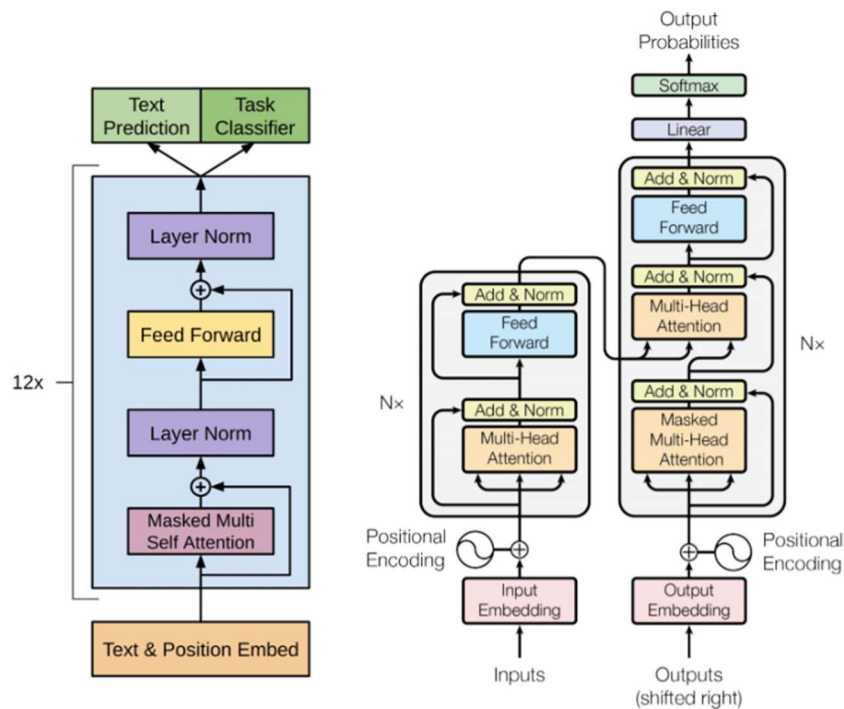 Text
Prediction
Task
Classifier
12x
Layer Norm
Feed Forward
Layer Norm
Masked Multi
Self Attention
Text & Position Embed
Output
Probabilities
Softmax
Linear
Add & Norm
Feed
Forward
Add & Norm
Multi-Head
Attention
Add & Norm
Masked
Multi-Head
Attention
N×
Add & Norm
Feed
Forward
Add & Norm
Multi-Head
Attention
N×
Positional
Encoding
Positional
Encoding
Input
Embedding
Output
Embedding
Inputs
Outputs
(shifted right)